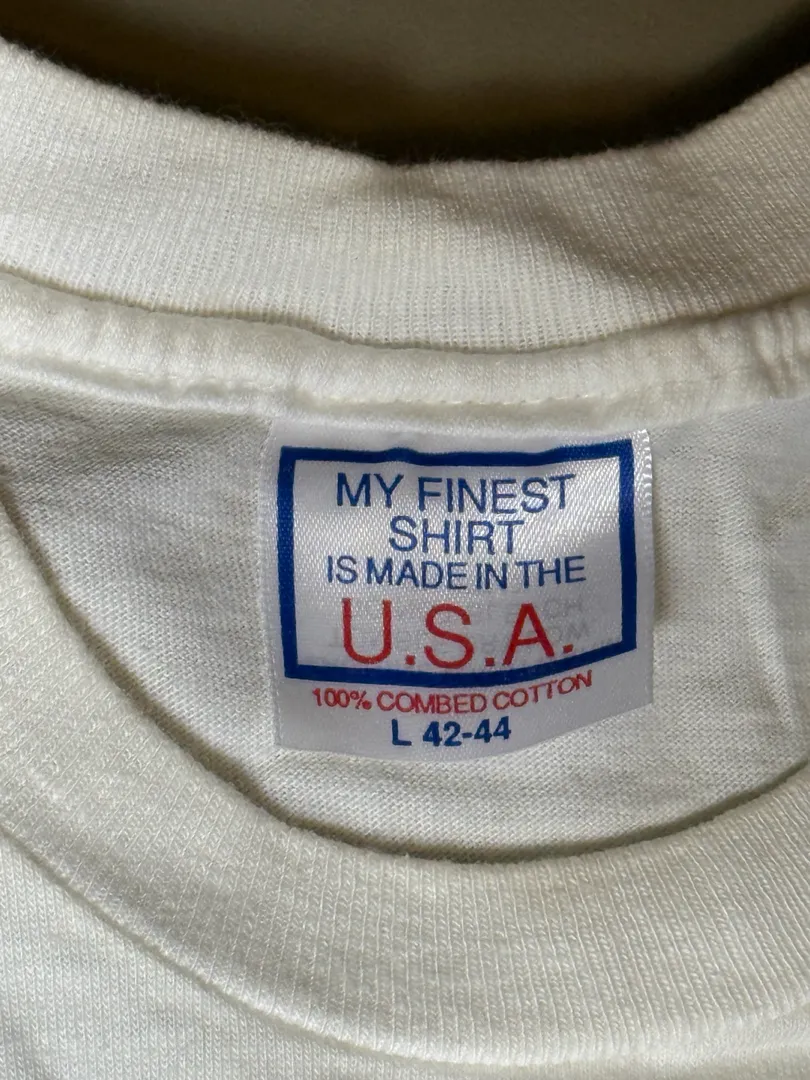 MY FINEST
SHIRT
IS MADE IN THE
U.S.A.
100% COMBED COTTON
L 42-44